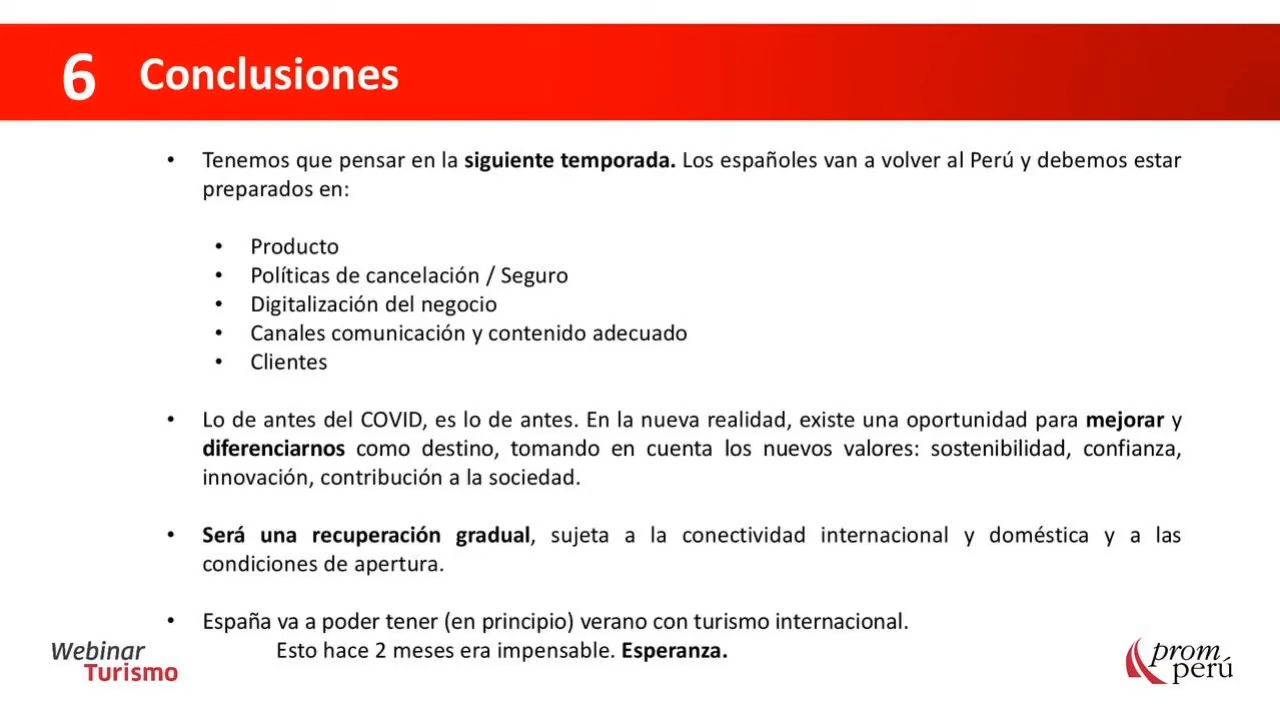 6 Conclusiones
• Tenemos que pensar en la siguiente temporada. Los españoles van a volver al Perú y debemos estar
preparados en:
• Producto
• Políticas de cancelación / Seguro
• Digitalización del negocio
• Canales comunicación y contenido adecuado
• Clientes
• Lo de antes del COVID, es lo de antes. En la nueva realidad, existe una oportunidad para mejorar y
diferenciarnos como destino, tomando en cuenta los nuevos valores: sostenibilidad, confianza,
innovación, contribución a la sociedad.
• Será una recuperación gradual, sujeta a la conectividad internacional y doméstica y a las
condiciones de apertura.
• España va a poder tener (en principio) verano con turismo internacional.
Esto hace 2 meses era impensable. Esperanza.
Webinar
Turismo
prom
perú